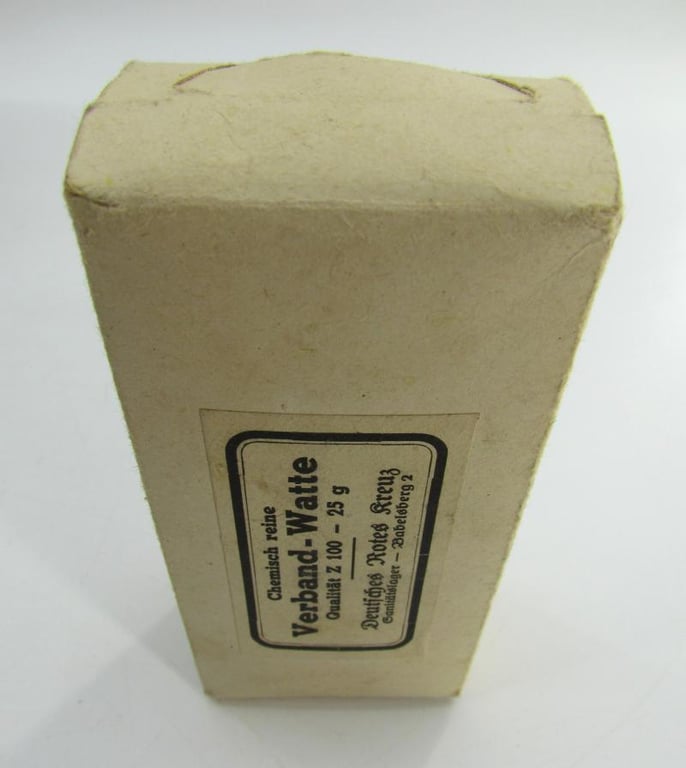 Chemisch reine
Verband-Watte
Qualität Z 100 - 25 g
Deutsches Rotes Kreuz
Sanitätslager - Babelsberg 2